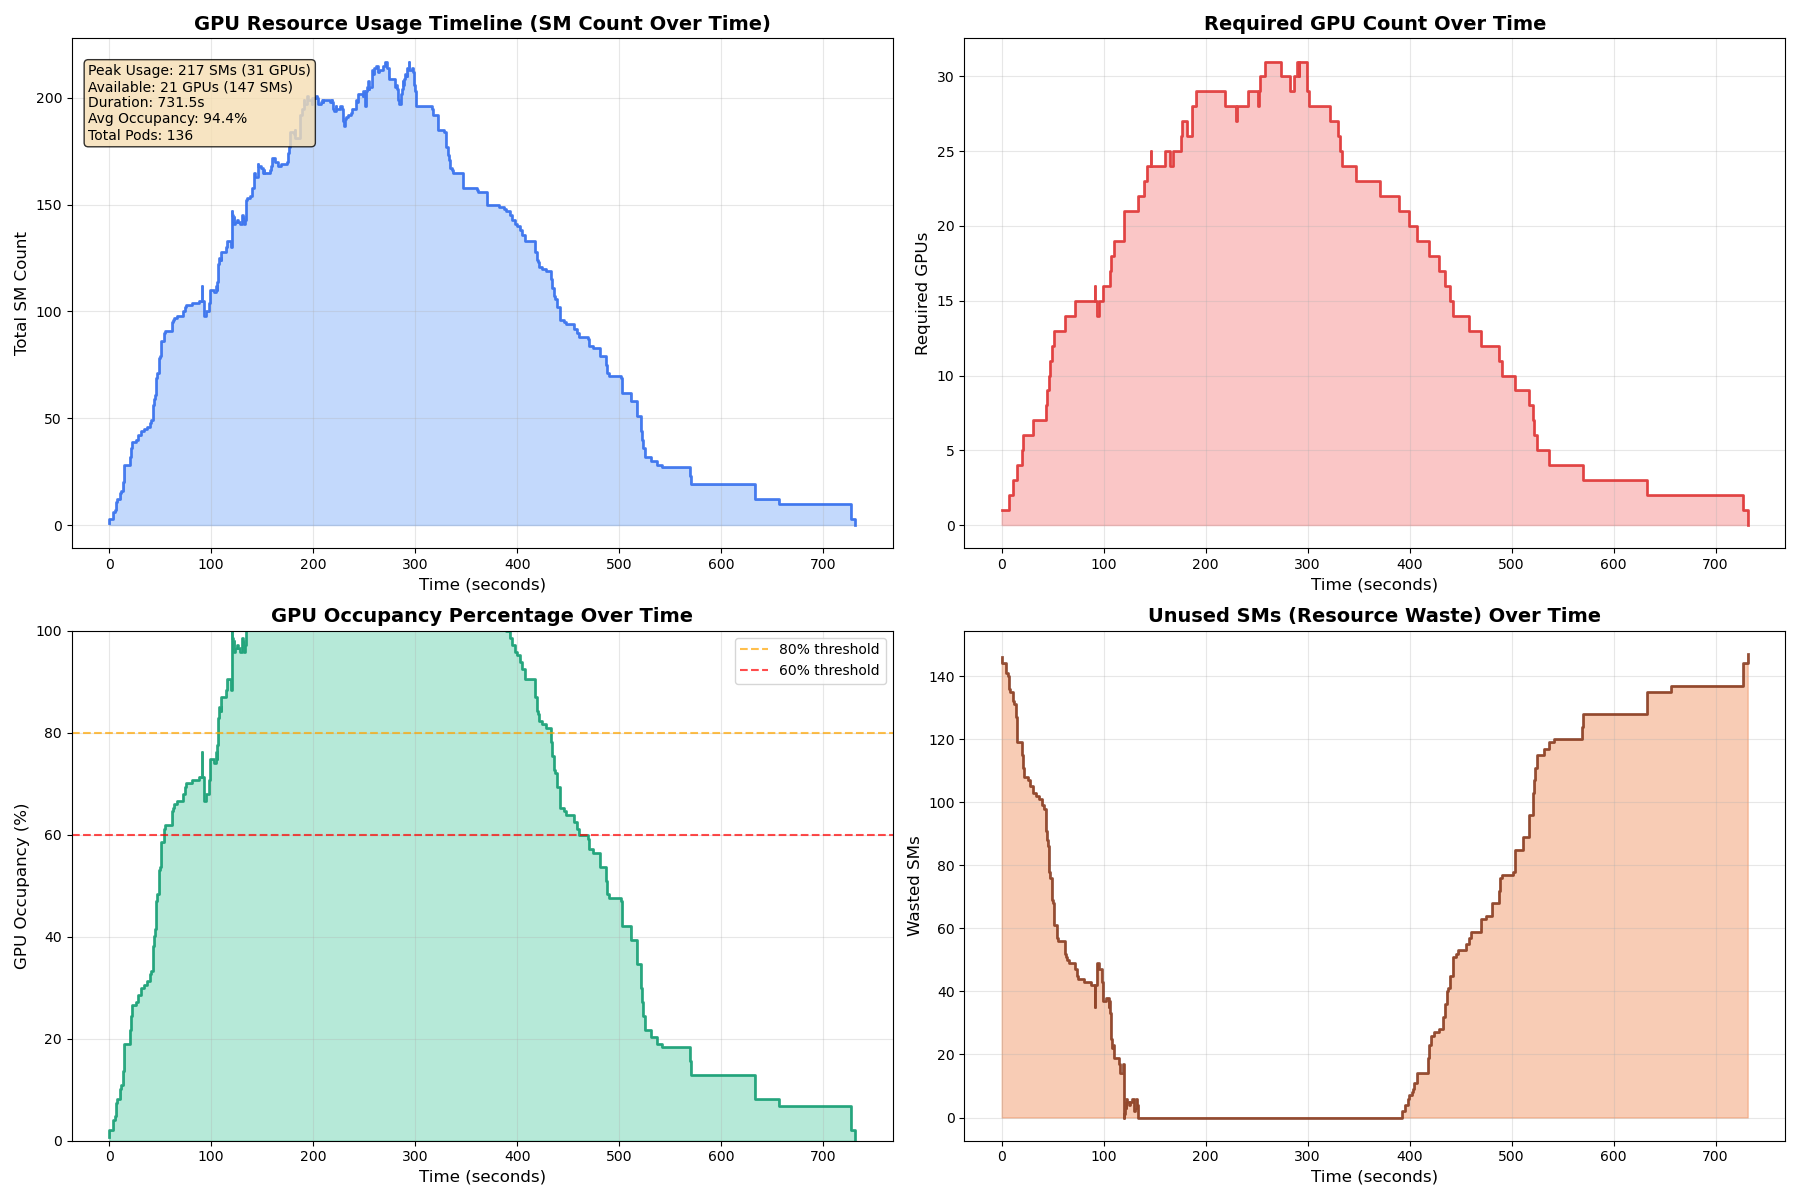 GPU Resource Usage Timeline (SM Count Over Time)
Peak Usage: 217 SMs (31 GPUs)
Available: 21 GPUs (147 SMs)
Duration: 731.5s
Avg Occupancy: 94.4%
Total Pods: 136
Total SM Count
200
150
100
50
0
0 100 200 300 400 500 600 700
Time (seconds)
Required GPU Count Over Time
Required GPUs
30
25
20
15
10
5
0
0 100 200 300 400 500 600 700
Time (seconds)
GPU Occupancy Percentage Over Time
80% threshold
60% threshold
GPU Occupancy (%)
100
80
60
40
20
0
0 100 200 300 400 500 600 700
Time (seconds)
Unused SMs (Resource Waste) Over Time
Wasted SMs
140
120
100
80
60
40
20
0
0 100 200 300 400 500 600 700
Time (seconds)